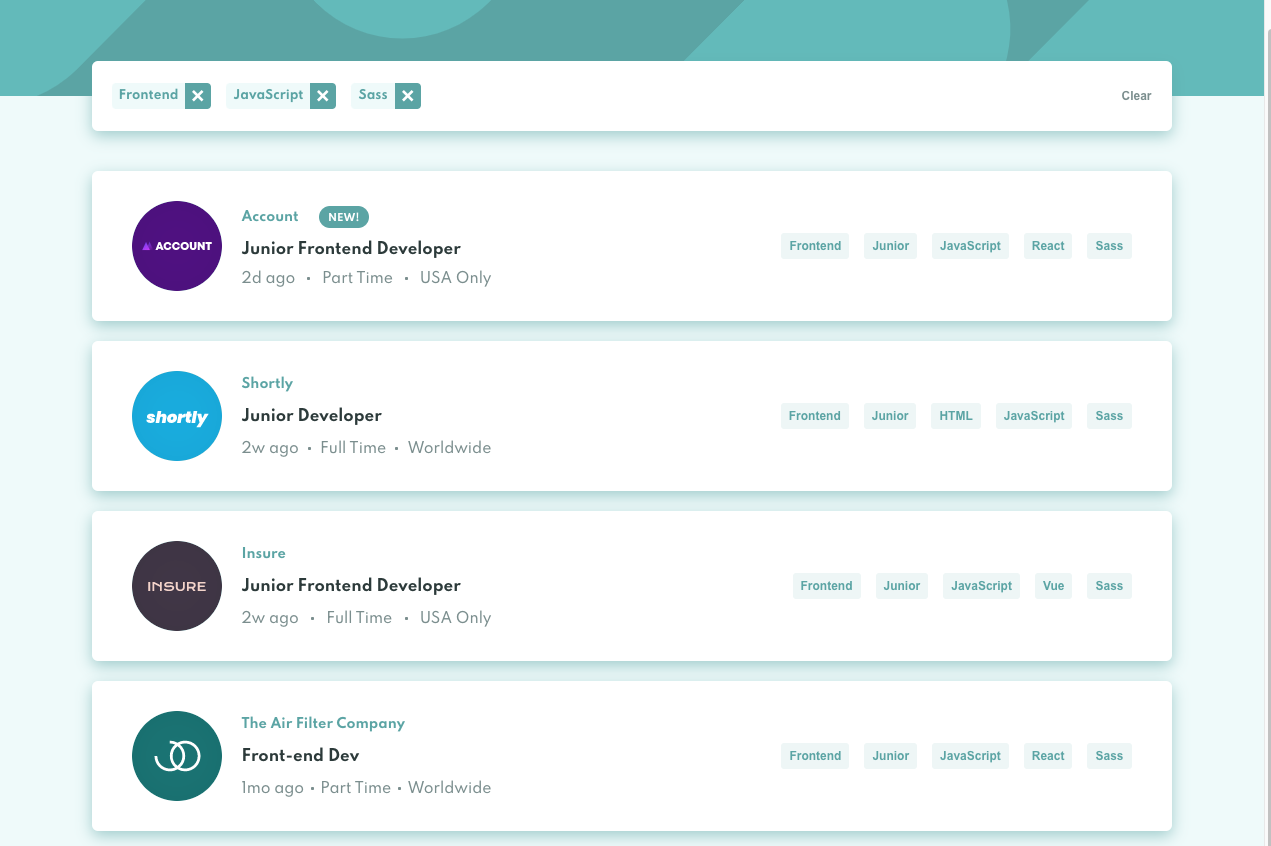 Frontend JavaScript Sass Clear
ACCOUNT
Account NEW!
Junior Frontend Developer
2d ago • Part Time • USA Only
Frontend Junior JavaScript React Sass
shortly
Shortly
Junior Developer
2w ago • Full Time • Worldwide
Frontend Junior HTML JavaScript Sass
INSURE
Insure
Junior Frontend Developer
2w ago • Full Time • USA Only
Frontend Junior JavaScript Vue Sass
The Air Filter Company
Front-end Dev
1mo ago • Part Time • Worldwide
Frontend Junior JavaScript React Sass